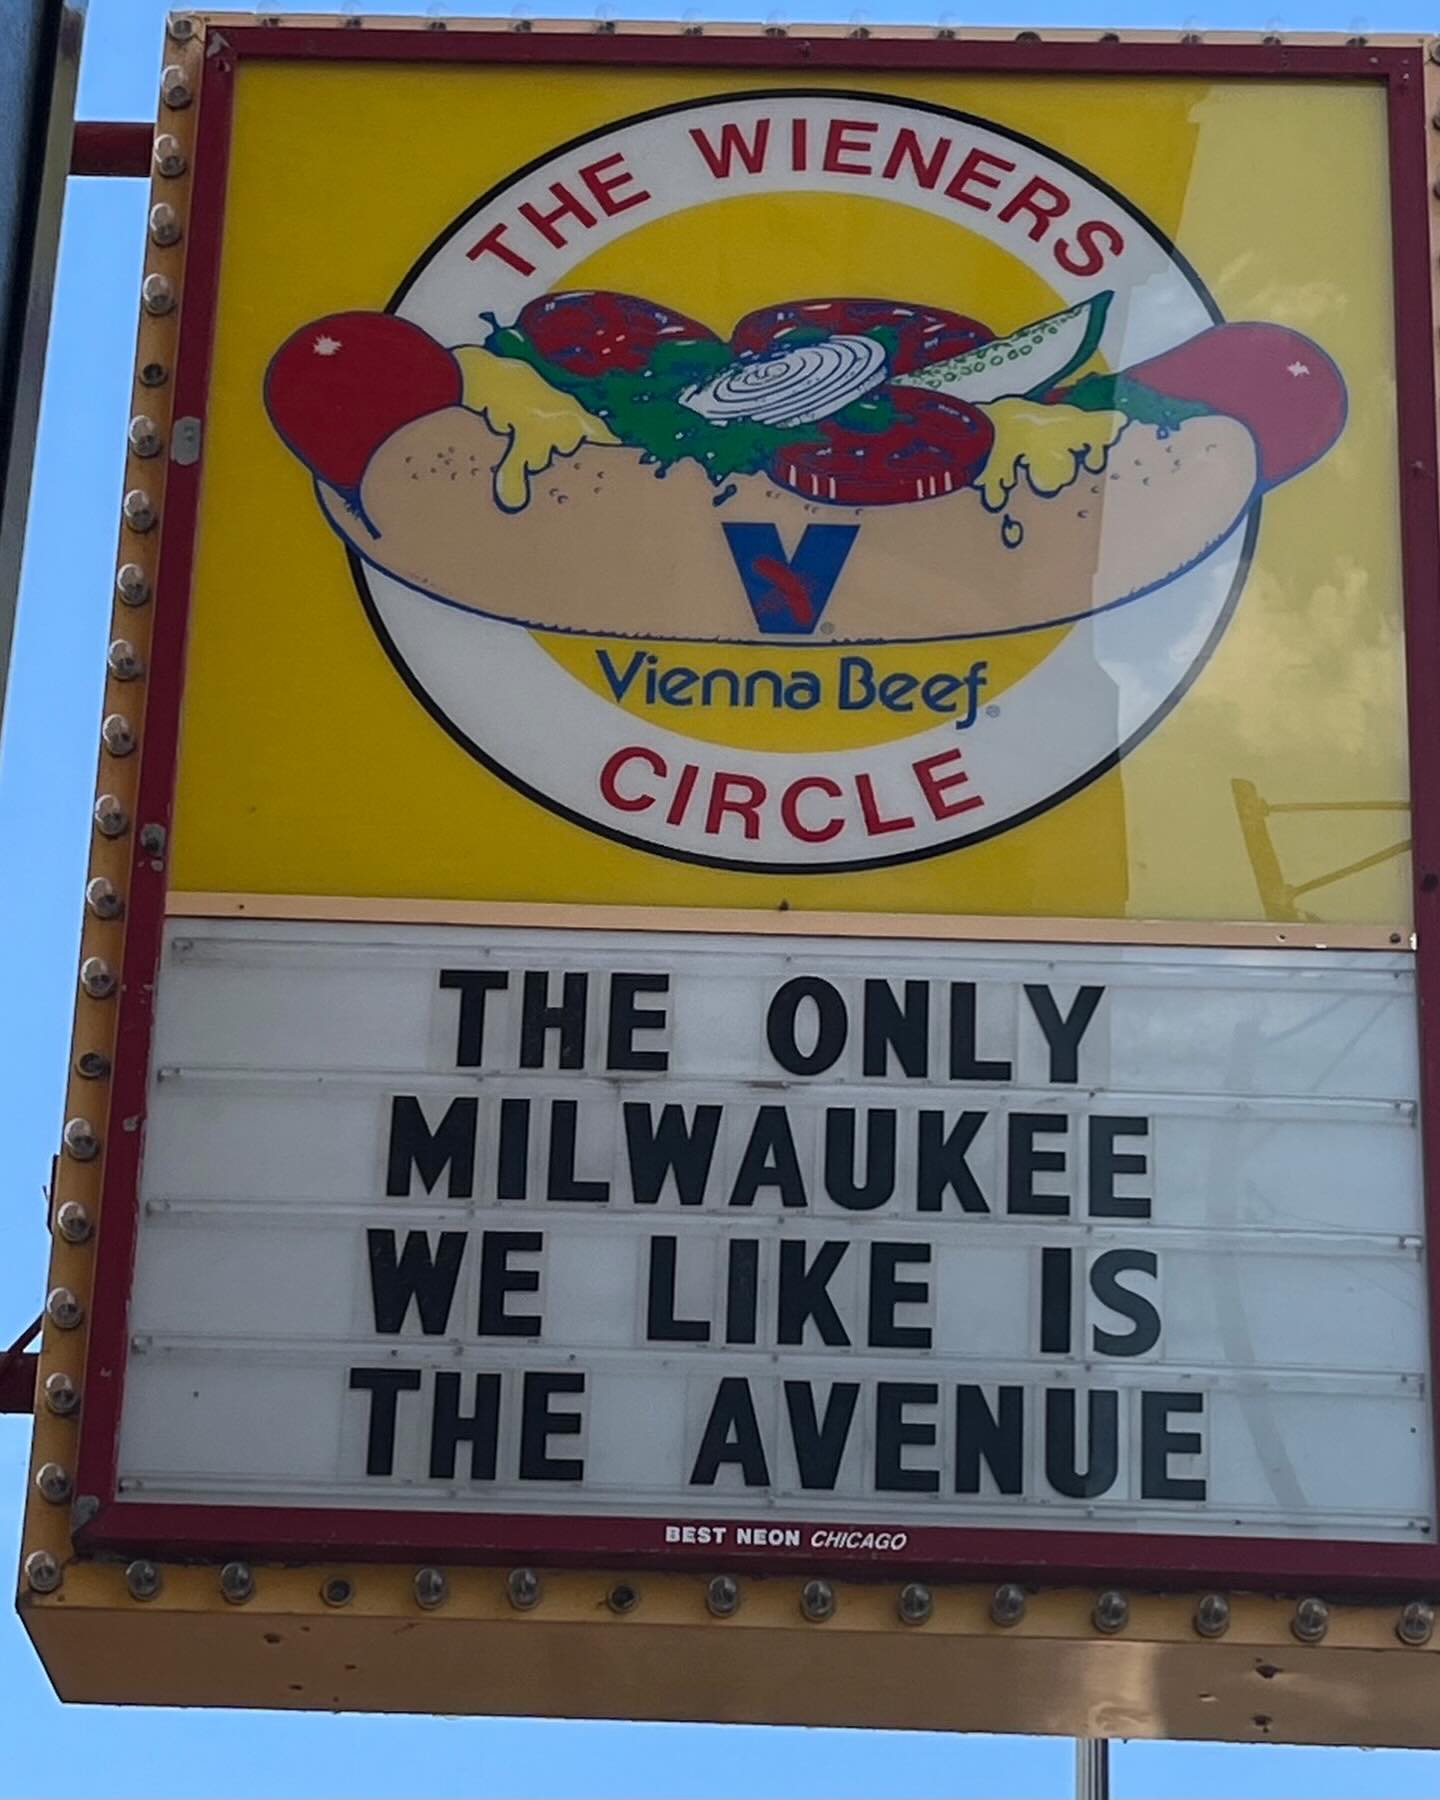 THE WIENERS
V
Vienna Beef®
CIRCLE
THE ONLY
MILWAUKEE
WE LIKE IS
THE AVENUE
BEST NEON CHICAGO